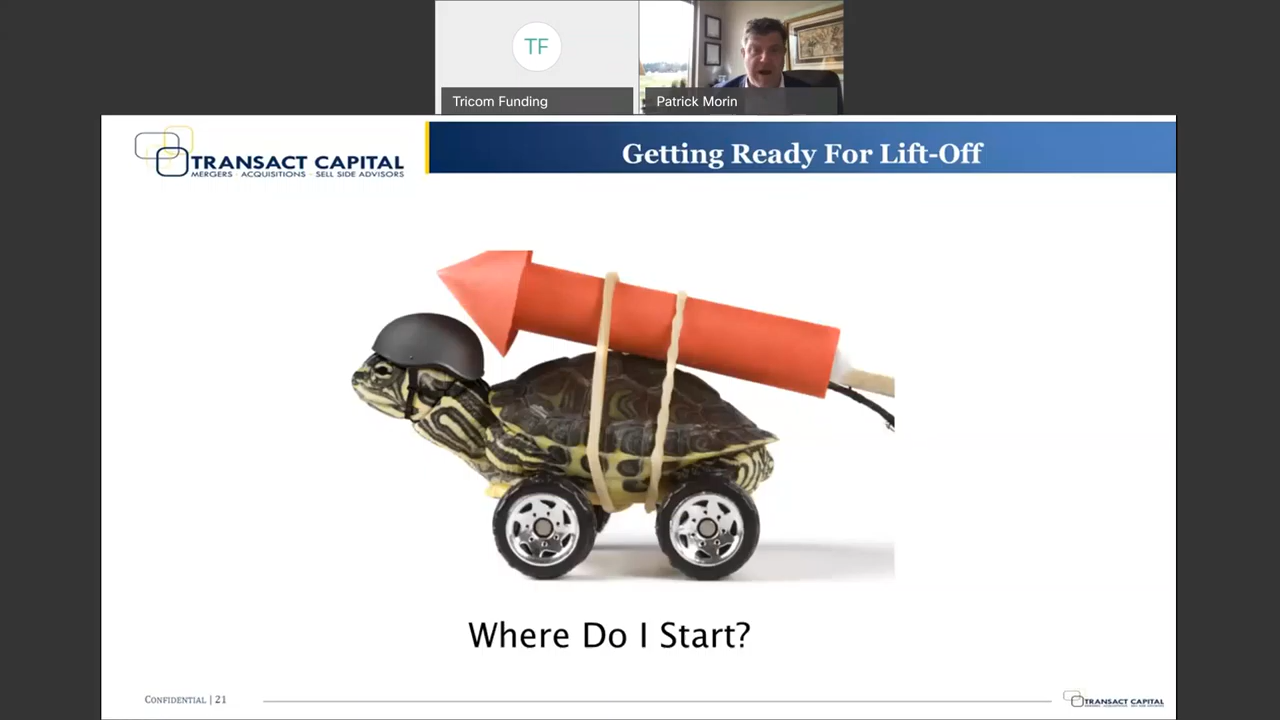 TF
Tricom Funding
Patrick Morin
TRANSACT CAPITAL
MERGERS · ACQUISITIONS · SELL SIDE ADVISORS
Getting Ready For Lift-Off
Where Do I Start?
CONFIDENTIAL | 21
TRANSACT CAPITAL